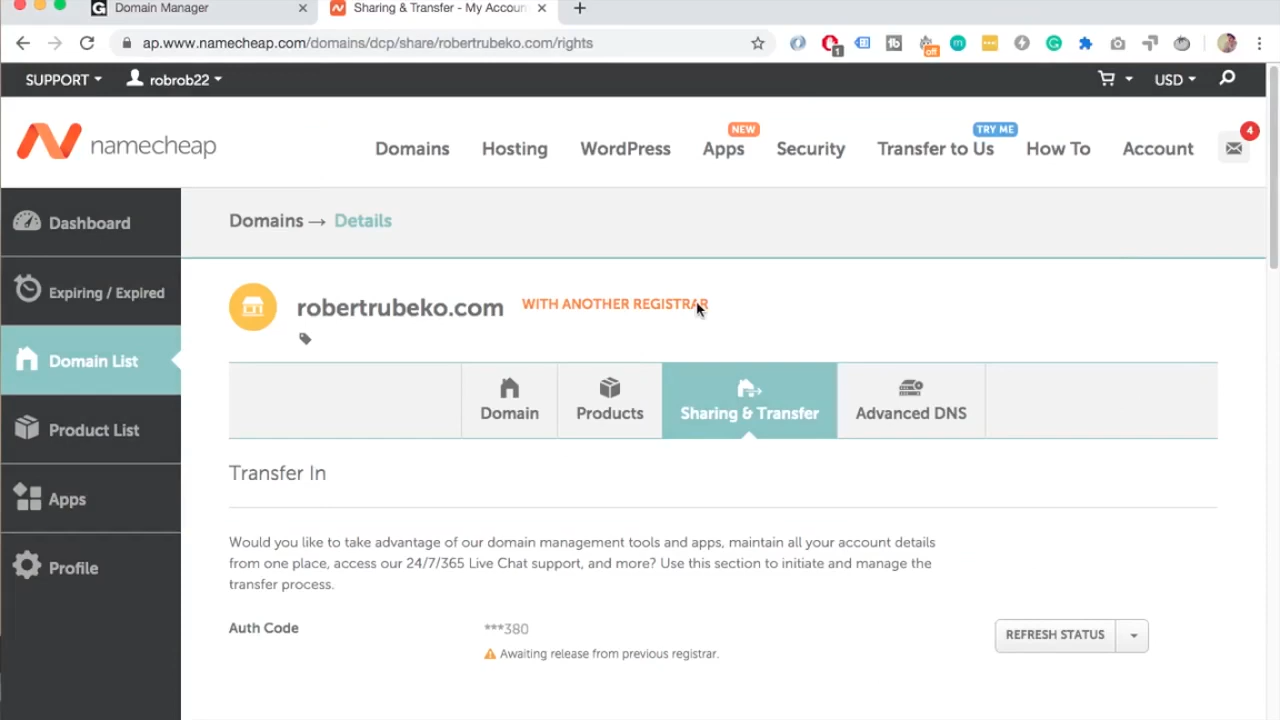 Domain Manager
Sharing & Transfer - My Accoun
ap.www.namecheap.com/domains/dcp/share/robertrubeko.com/rights
1
off
SUPPORT
robrob22
USD
namecheap
Domains
Hosting
WordPress
NEW
Apps
Security
TRY ME
Transfer to Us
How To
Account
4
Dashboard
Expiring / Expired
Domain List
Product List
Apps
Profile
Domains → Details
robertrubeko.com
WITH ANOTHER REGISTRAR
Domain
Products
Sharing & Transfer
Advanced DNS
Transfer In
Would you like to take advantage of our domain management tools and apps, maintain all your account details
from one place, access our 24/7/365 Live Chat support, and more? Use this section to initiate and manage the
transfer process.
Auth Code
***380
REFRESH STATUS
Awaiting release from previous registrar.